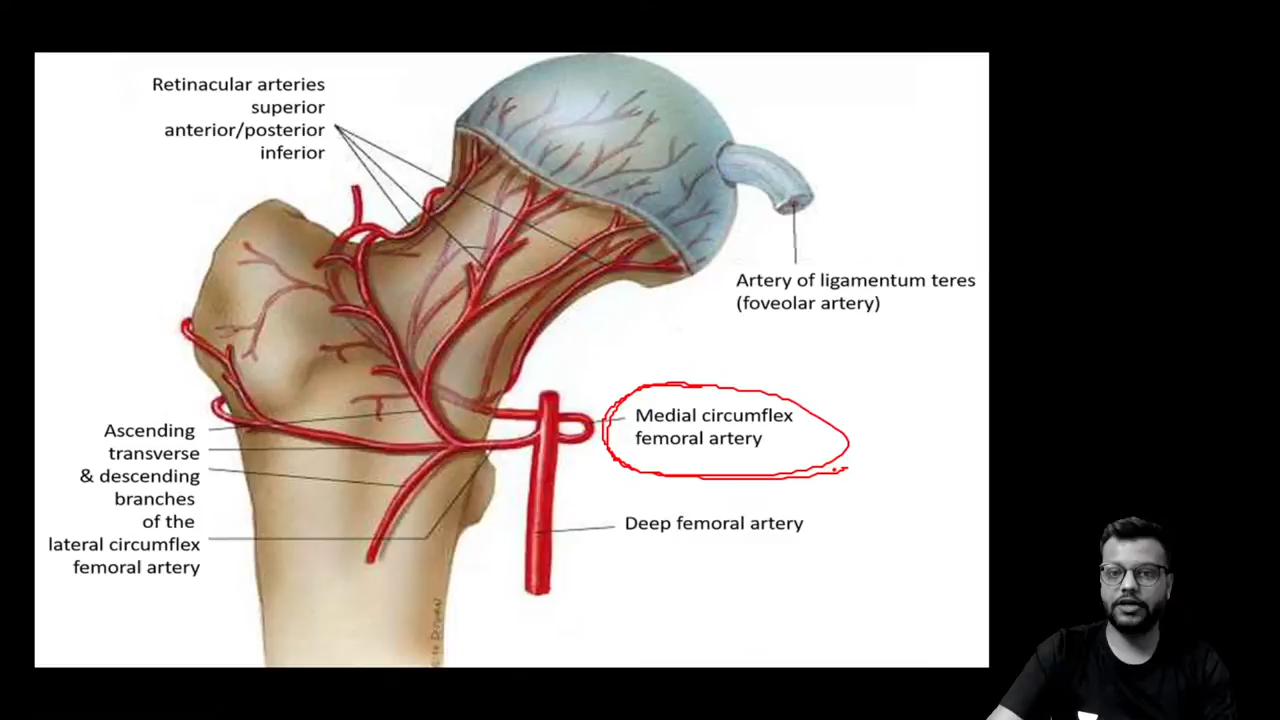 Retinacular arteries
superior
anterior/posterior
inferior
Artery of ligamentum teres
(foveolar artery)
Medial circumflex
femoral artery
Ascending
transverse
& descending
branches
of the
lateral circumflex
femoral artery
Deep femoral artery